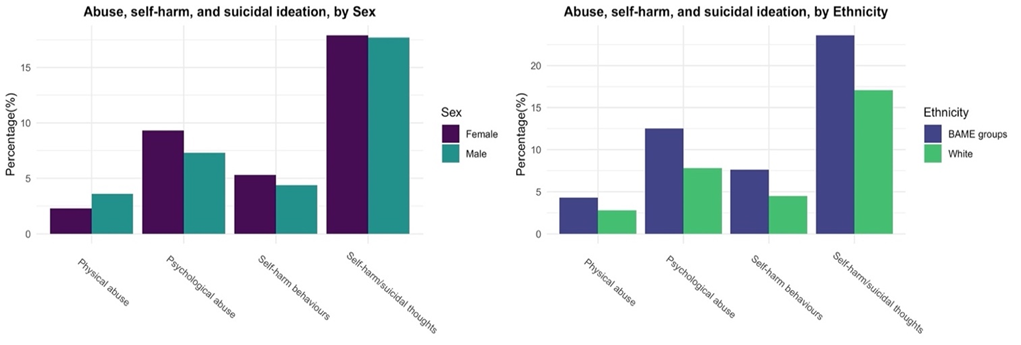 Abuse, self-harm, and suicidal ideation, by Sex
Percentage(%)
15
10
5
0
Physical abuse
Psychological abuse
Self-harm behaviours
Self-harm/suicidal thoughts
Sex
Female
Male
Abuse, self-harm, and suicidal ideation, by Ethnicity
Percentage(%)
20
15
10
5
0
Physical abuse
Psychological abuse
Self-harm behaviours
Self-harm/suicidal thoughts
Ethnicity
BAME groups
White